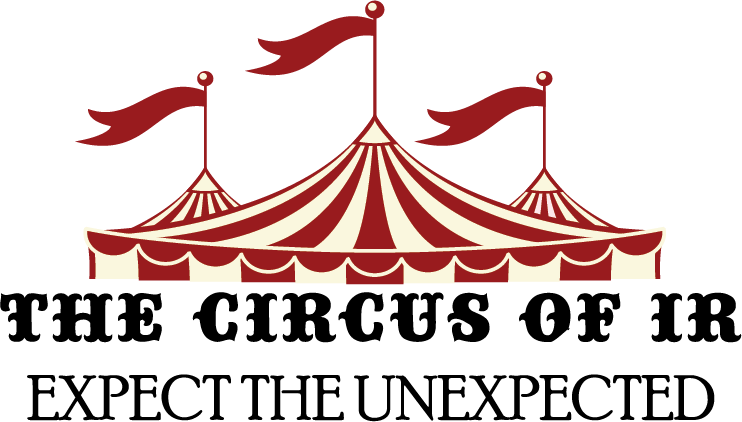 THE CIRCUS OF IR
EXPECT THE UNEXPECTED